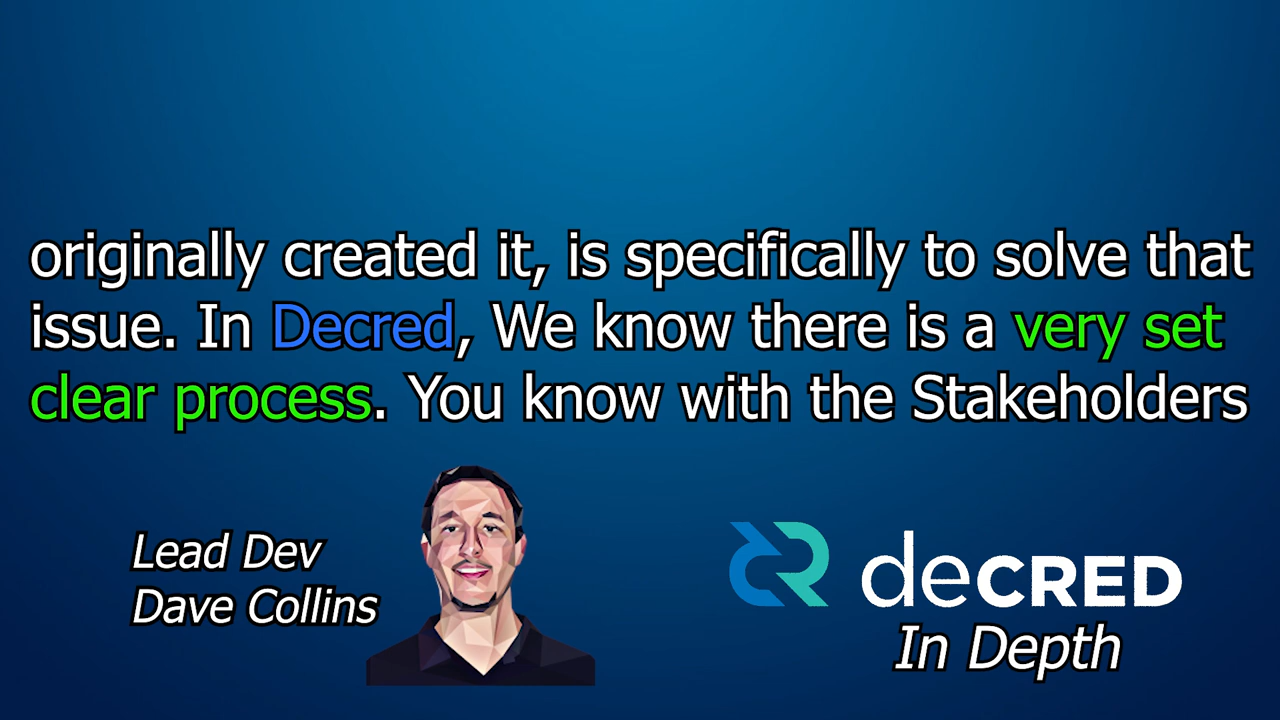 originally created it, is specifically to solve that
issue. In Decred, We know there is a very set
clear process. You know with the Stakeholders
Lead Dev
Dave Collins
deCRED
In Depth